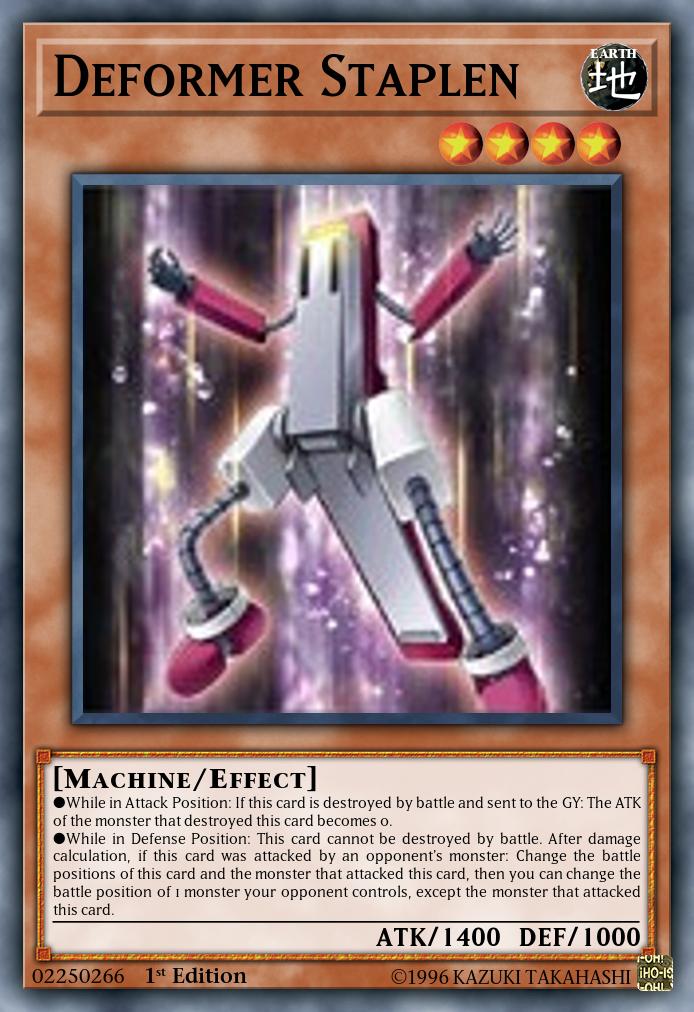 DEFORMER STAPLEN
EARTH
地
[MACHINE/EFFECT]
●While in Attack Position: If this card is destroyed by battle and sent to the GY: The ATK
of the monster that destroyed this card becomes 0.
●While in Defense Position: This card cannot be destroyed by battle. After damage
calculation, if this card was attacked by an opponent's monster: Change the battle
positions of this card and the monster that attacked this card, then you can change the
battle position of 1 monster your opponent controls, except the monster that attacked
this card.
ATK/1400 DEF/1000
02250266 1st Edition ©1996 KAZUKI TAKAHASHI